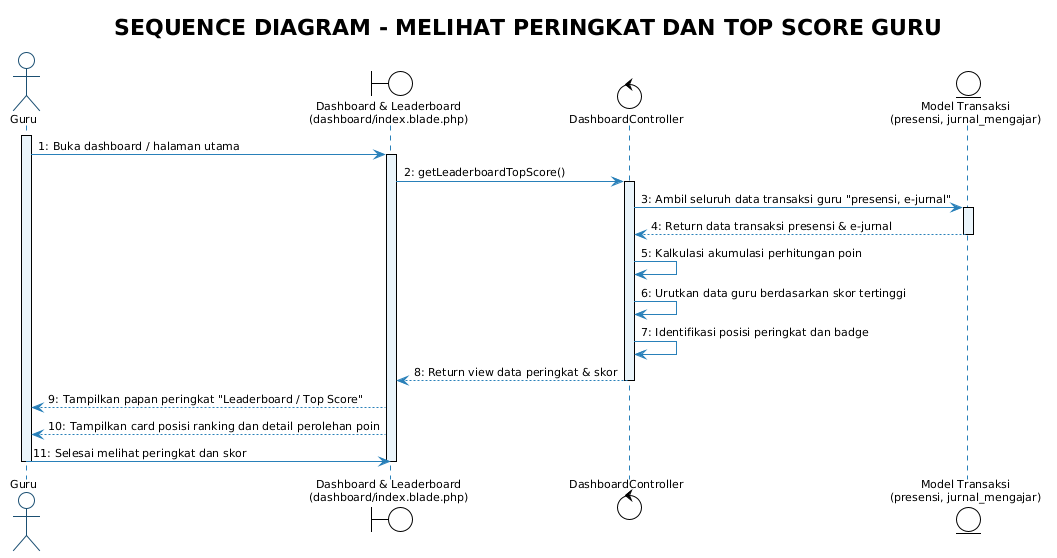 SEQUENCE DIAGRAM - MELIHAT PERINGKAT DAN TOP SCORE GURU
Guru
Dashboard & Leaderboard
(dashboard/index.blade.php)
DashboardController
Model Transaksi
(presensi, jurnal_mengajar)
1: Buka dashboard / halaman utama
2: getLeaderboardTopScore()
3: Ambil seluruh data transaksi guru "presensi, e-jurnal"
4: Return data transaksi presensi & e-jurnal
5: Kalkulasi akumulasi perhitungan poin
6: Urutkan data guru berdasarkan skor tertinggi
7: Identifikasi posisi peringkat dan badge
8: Return view data peringkat & skor
9: Tampilkan papan peringkat "Leaderboard / Top Score"
10: Tampilkan card posisi ranking dan detail perolehan poin
11: Selesai melihat peringkat dan skor
Guru
Dashboard & Leaderboard
(dashboard/index.blade.php)
DashboardController
Model Transaksi
(presensi, jurnal_mengajar)